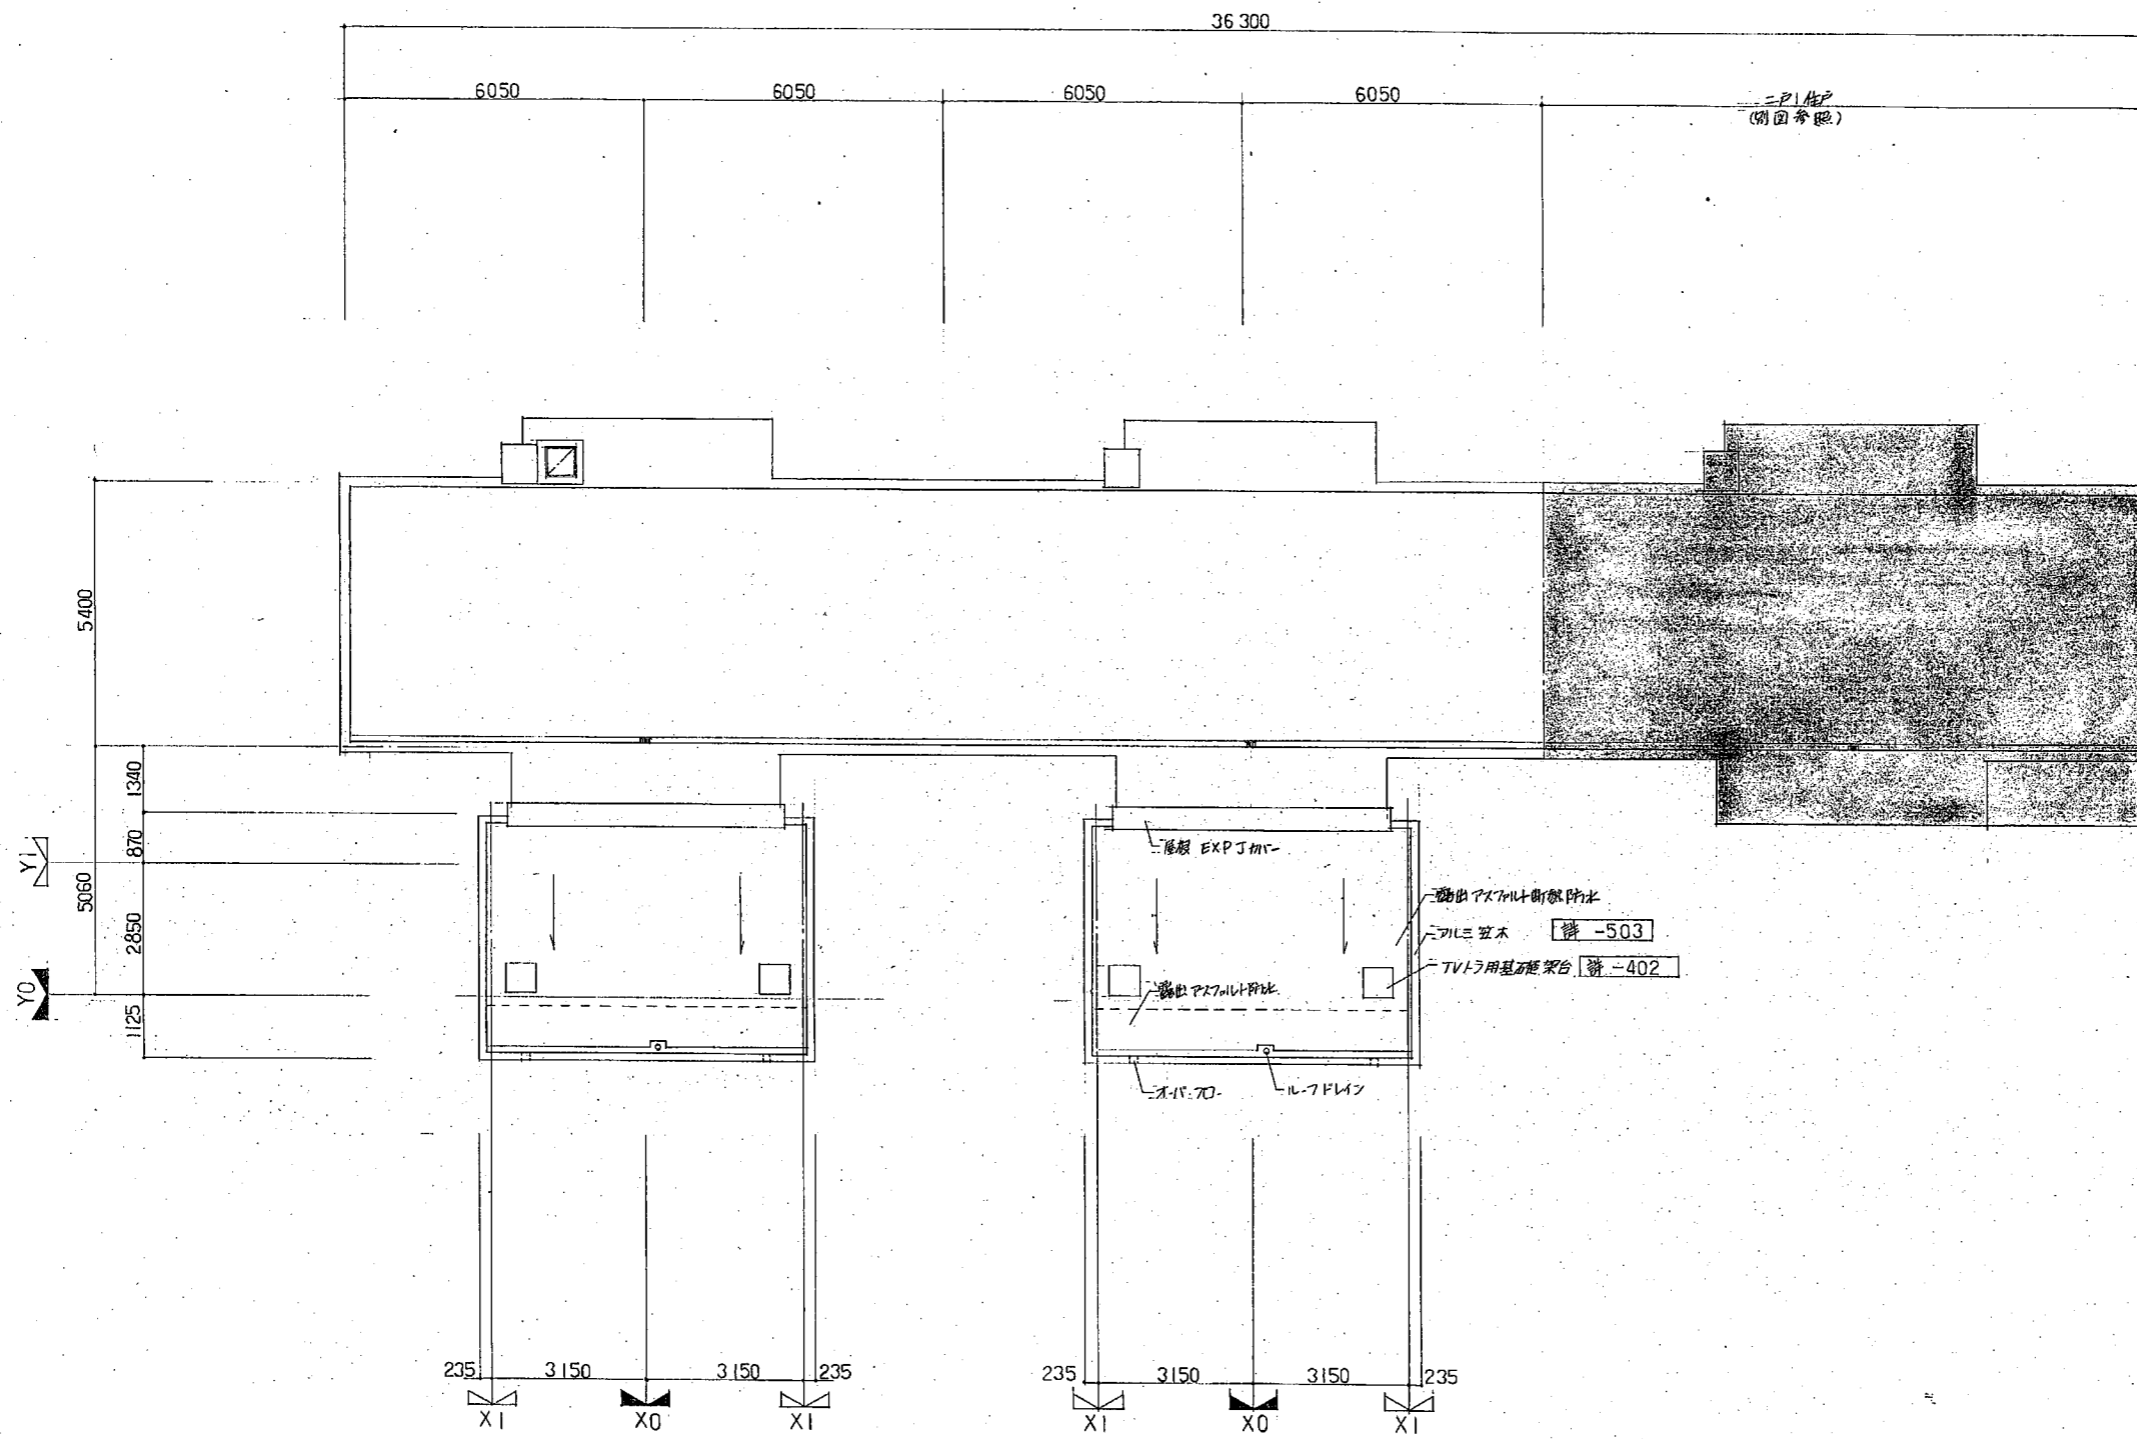 36 300
6050
6050
6050
6050
二戸1住戸
(別図参照)
5400
1340
870
5060
2850
1125
Y1
Y0
屋根 EXP Jカバー
露出アスファルト断熱防水
アルミ笠木
詳 -503
TVトラ用基礎架台
詳 -402
露出アスファルト防水
オーバーフロー
ルーフドレイン
235
3150
3150
235
235
3150
3150
235
X1
X0
X1
X1
X0
X1